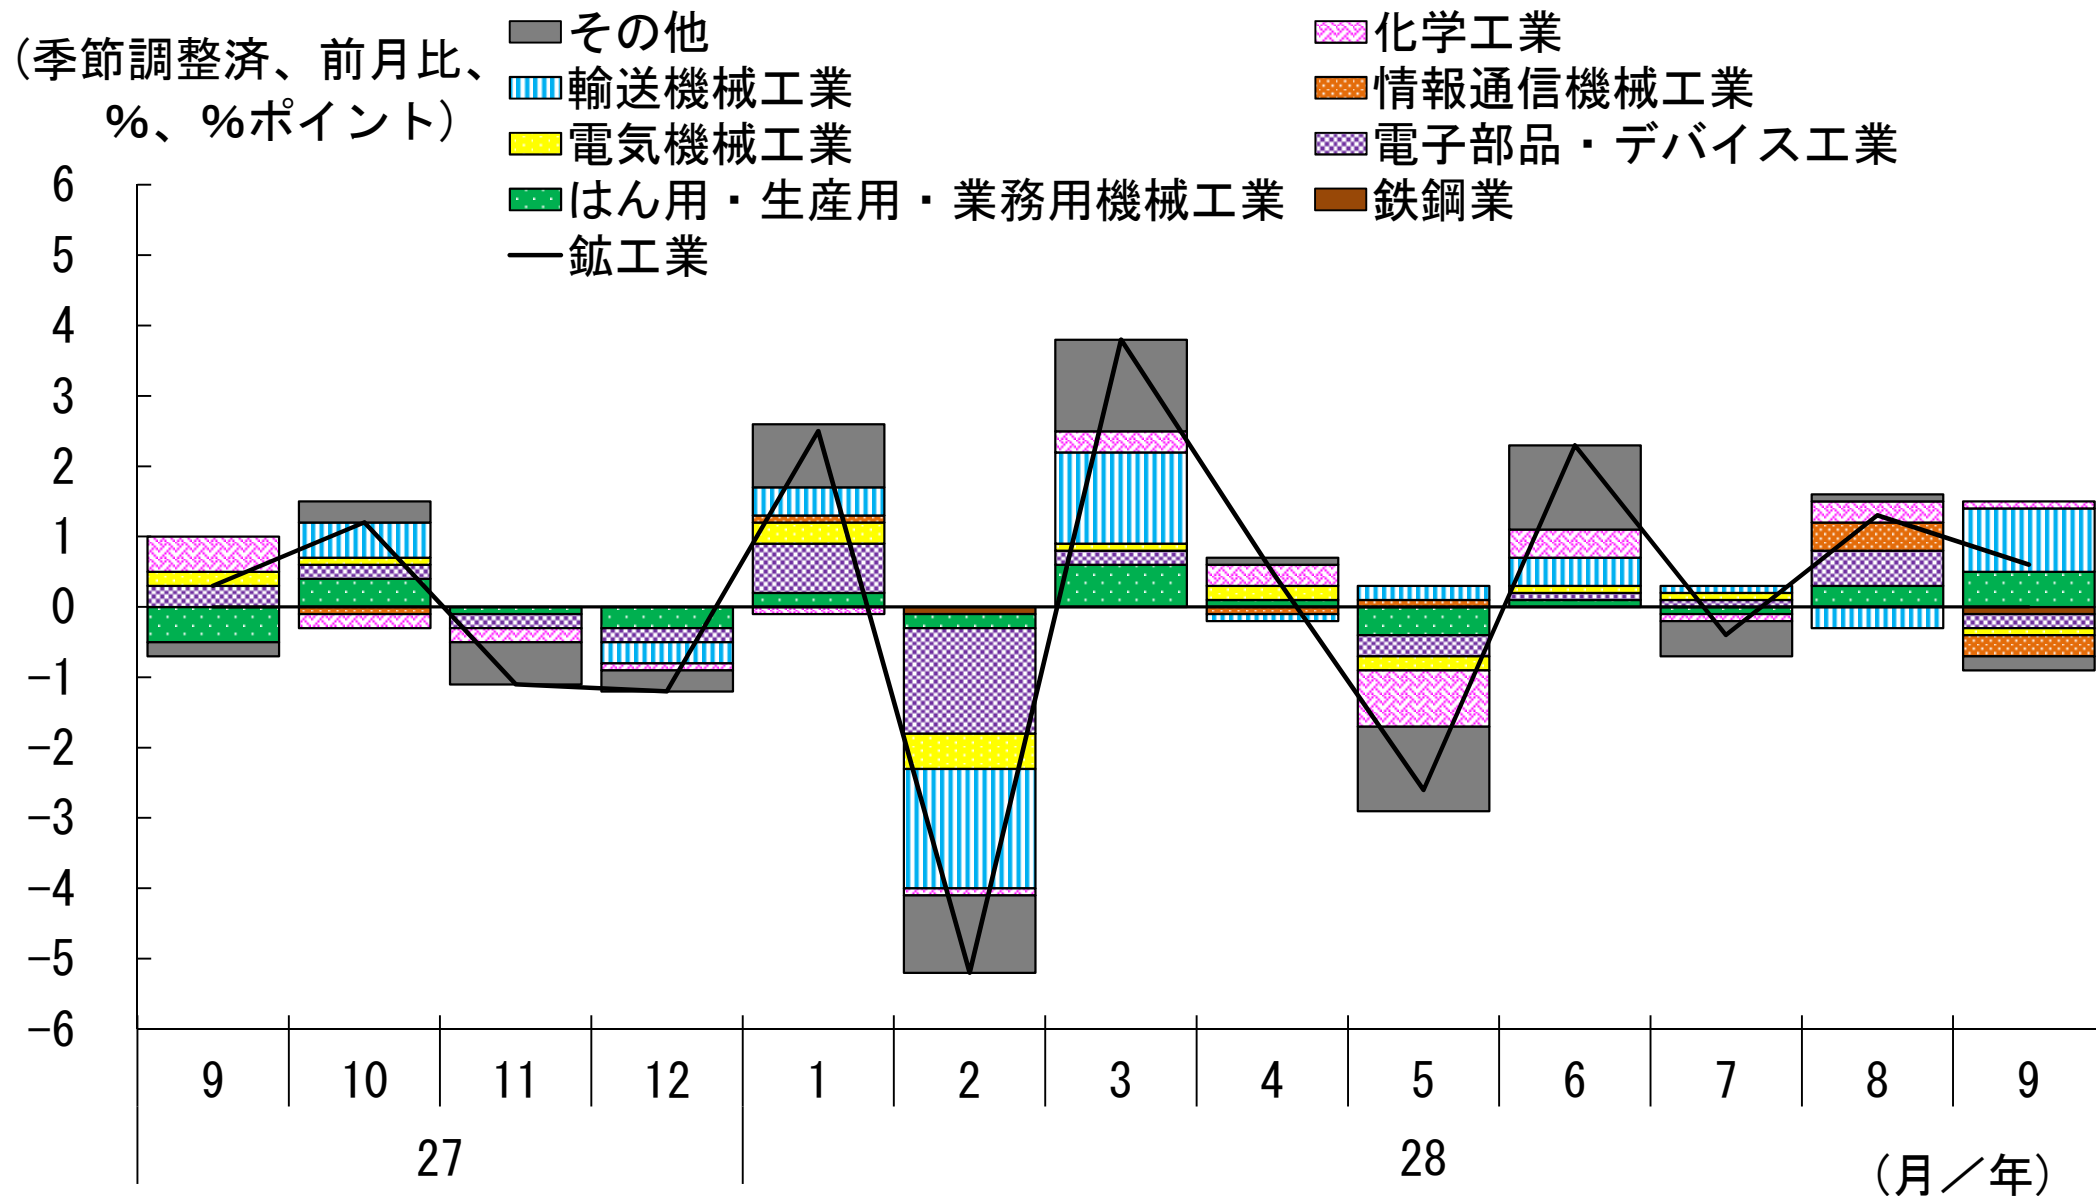 （季節調整済、前月比、
%、%ポイント）
その他
化学工業
輸送機械工業
情報通信機械工業
電気機械工業
電子部品・デバイス工業
はん用・生産用・業務用機械工業
鉄鋼業
鉱工業
6
5
4
3
2
1
0
−1
−2
−3
−4
−5
−6
9 10 11 12 1 2 3 4 5 6 7 8 9
27 28
（月／年）